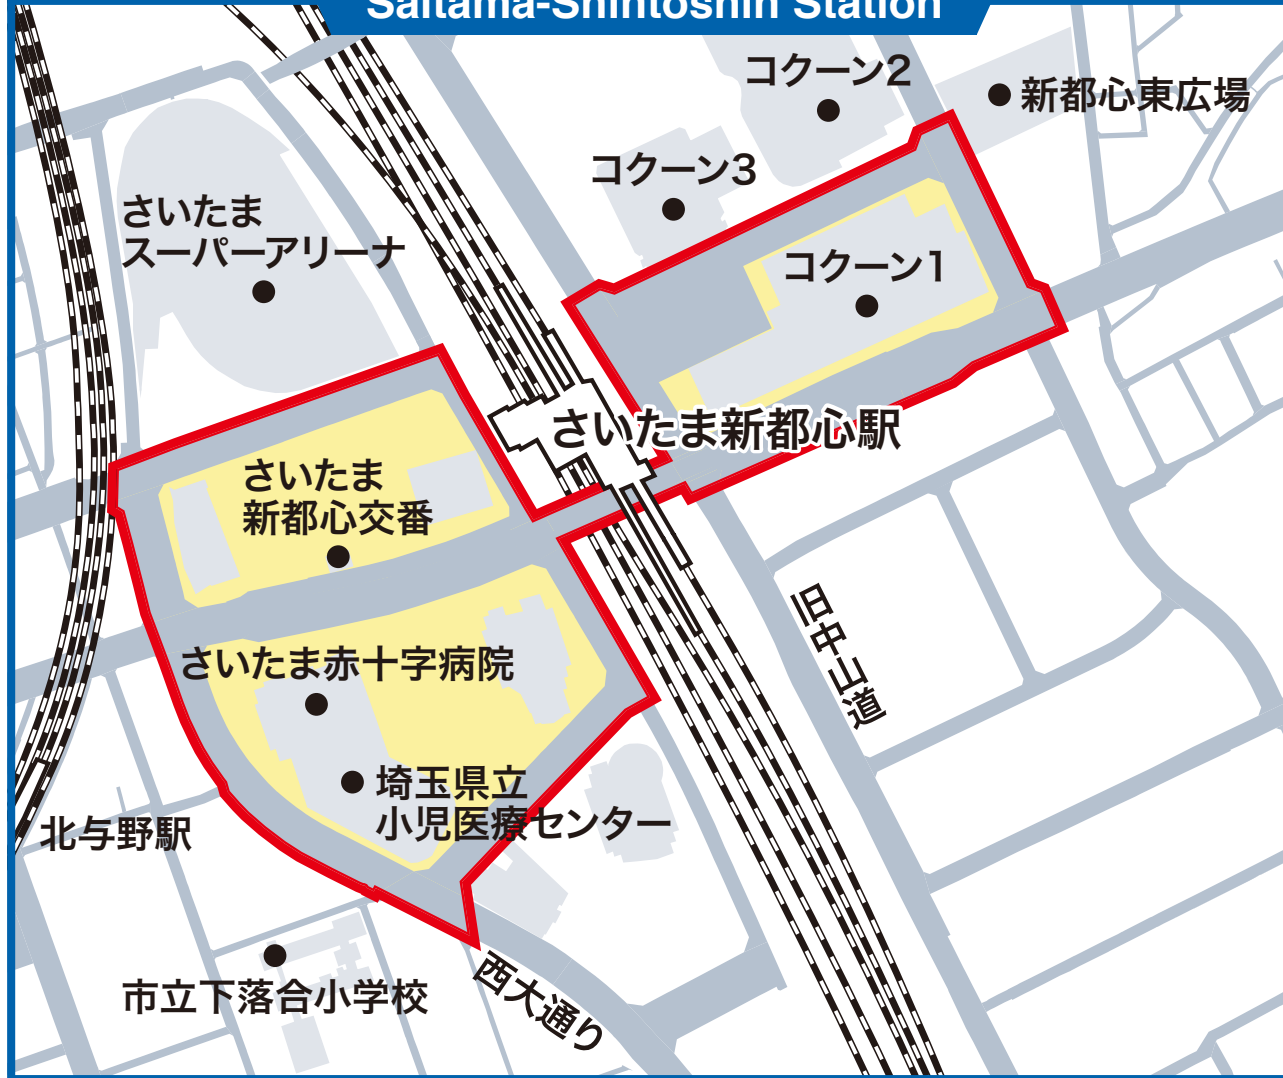 Saitama-Shintoshin Station
コクーン2
新都心東広場
コクーン3
さいたま
スーパーアリーナ
コクーン1
さいたま新都心駅
さいたま
新都心交番
旧中山道
さいたま赤十字病院
埼玉県立
小児医療センター
北与野駅
西大通り
市立下落合小学校